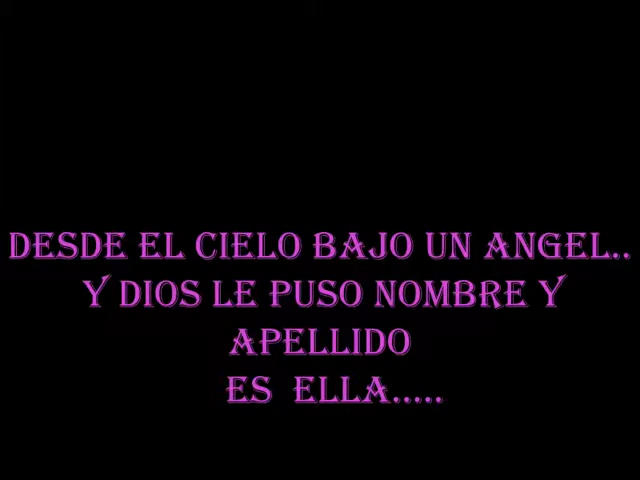 DESDE EL CIELO BAJO UN ANGEL..
Y DIOS LE PUSO NOMBRE Y
APELLIDO
ES ELLA.....